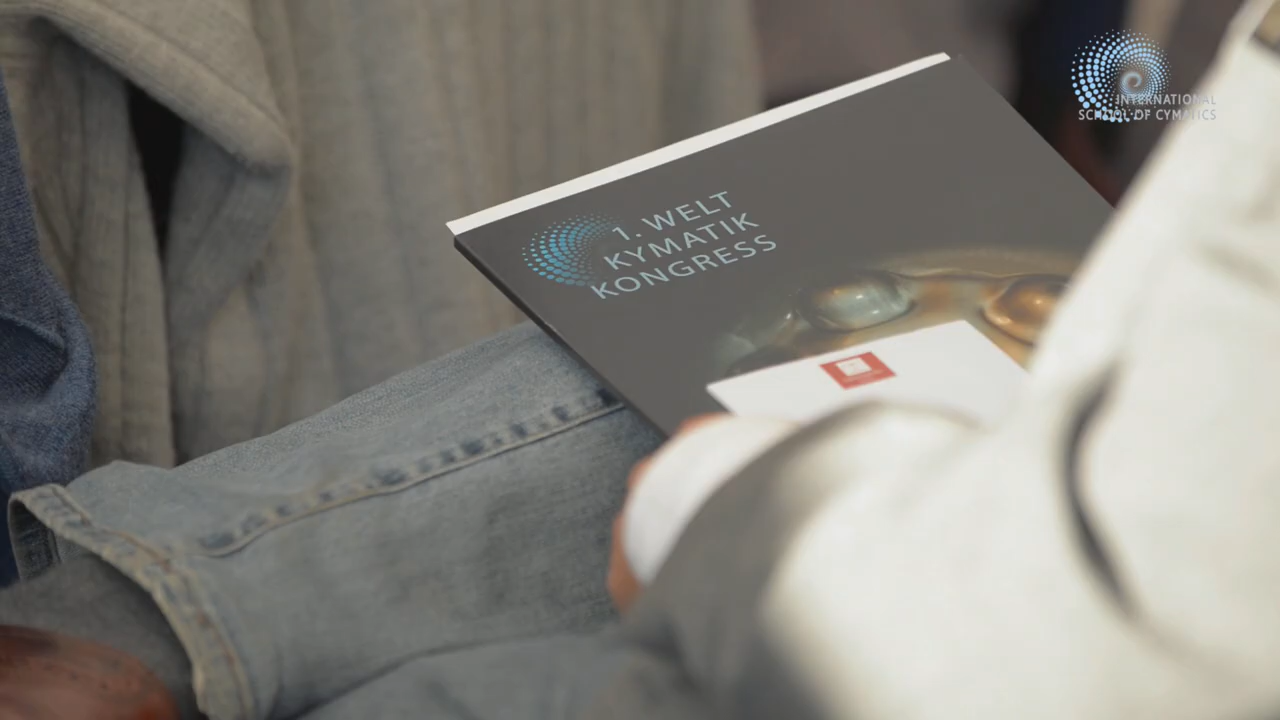 INTERNATIONAL
SCHOOL OF CYMATICS
1. WELT
KYMATIK
KONGRESS